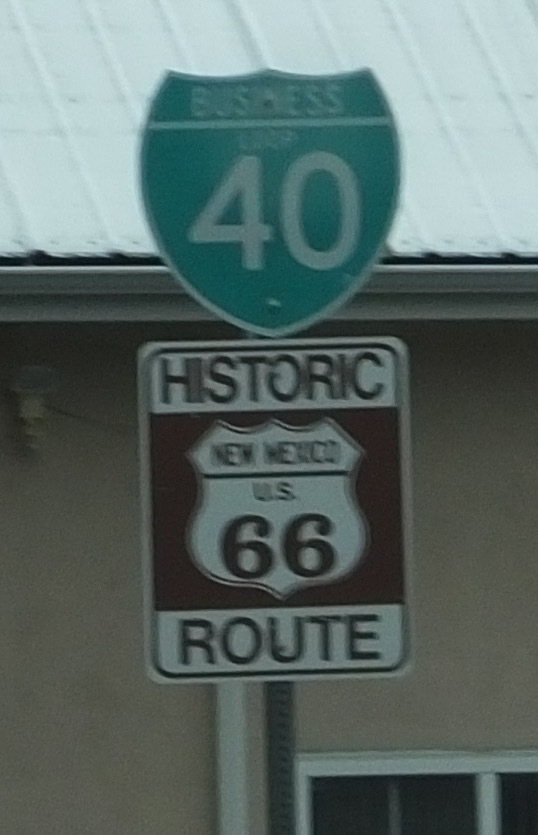 BUSINESS
LOOP
40
HISTORIC
NEW MEXICO
U.S.
66
ROUTE